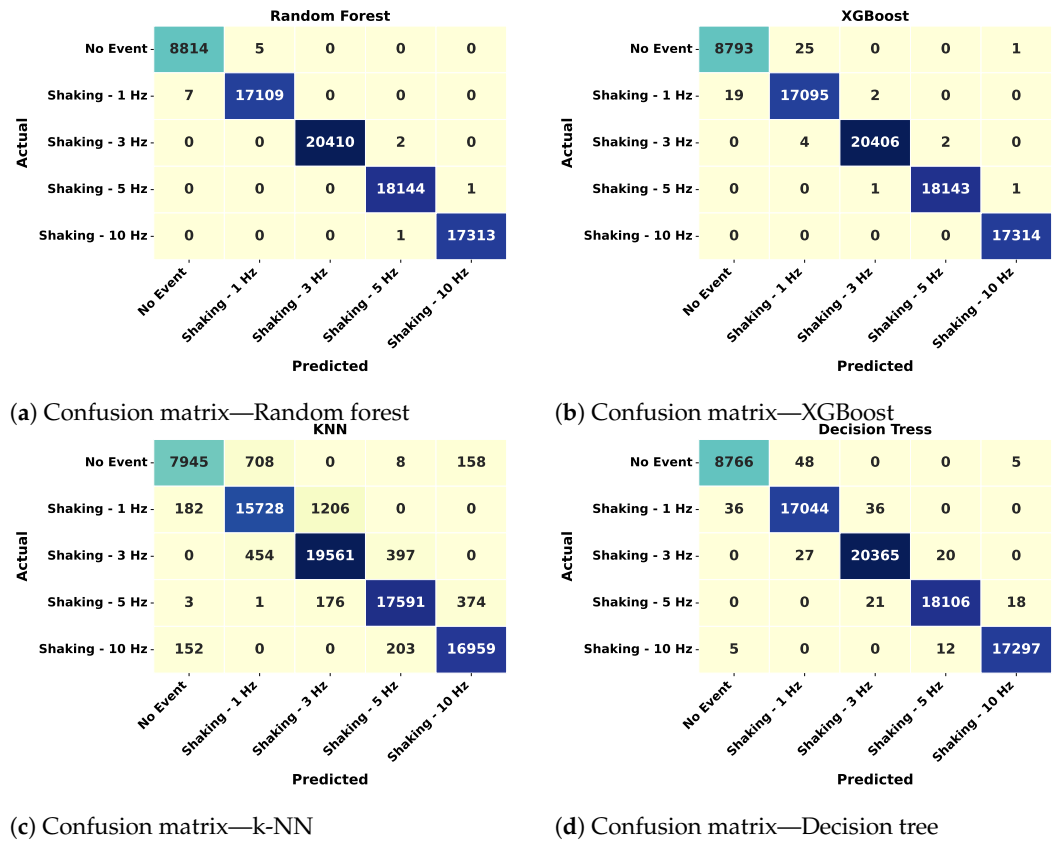 Random Forest
No Event 8814 5 0 0 0
Shaking - 1 Hz 7 17109 0 0 0
Shaking - 3 Hz 0 0 20410 2 0
Shaking - 5 Hz 0 0 0 18144 1
Shaking - 10 Hz 0 0 0 1 17313
Actual
No Event Shaking - 1 Hz Shaking - 3 Hz Shaking - 5 Hz Shaking - 10 Hz
Predicted
(a) Confusion matrix—Random forest
XGBoost
No Event 8793 25 0 0 1
Shaking - 1 Hz 19 17095 2 0 0
Shaking - 3 Hz 0 4 20406 2 0
Shaking - 5 Hz 0 0 1 18143 1
Shaking - 10 Hz 0 0 0 0 17314
Actual
No Event Shaking - 1 Hz Shaking - 3 Hz Shaking - 5 Hz Shaking - 10 Hz
Predicted
(b) Confusion matrix—XGBoost
KNN
No Event 7945 708 0 8 158
Shaking - 1 Hz 182 15728 1206 0 0
Shaking - 3 Hz 0 454 19561 397 0
Shaking - 5 Hz 3 1 176 17591 374
Shaking - 10 Hz 152 0 0 203 16959
Actual
No Event Shaking - 1 Hz Shaking - 3 Hz Shaking - 5 Hz Shaking - 10 Hz
Predicted
(c) Confusion matrix—k-NN
Decision Tress
No Event 8766 48 0 0 5
Shaking - 1 Hz 36 17044 36 0 0
Shaking - 3 Hz 0 27 20365 20 0
Shaking - 5 Hz 0 0 21 18106 18
Shaking - 10 Hz 5 0 0 12 17297
Actual
No Event Shaking - 1 Hz Shaking - 3 Hz Shaking - 5 Hz Shaking - 10 Hz
Predicted
(d) Confusion matrix—Decision tree